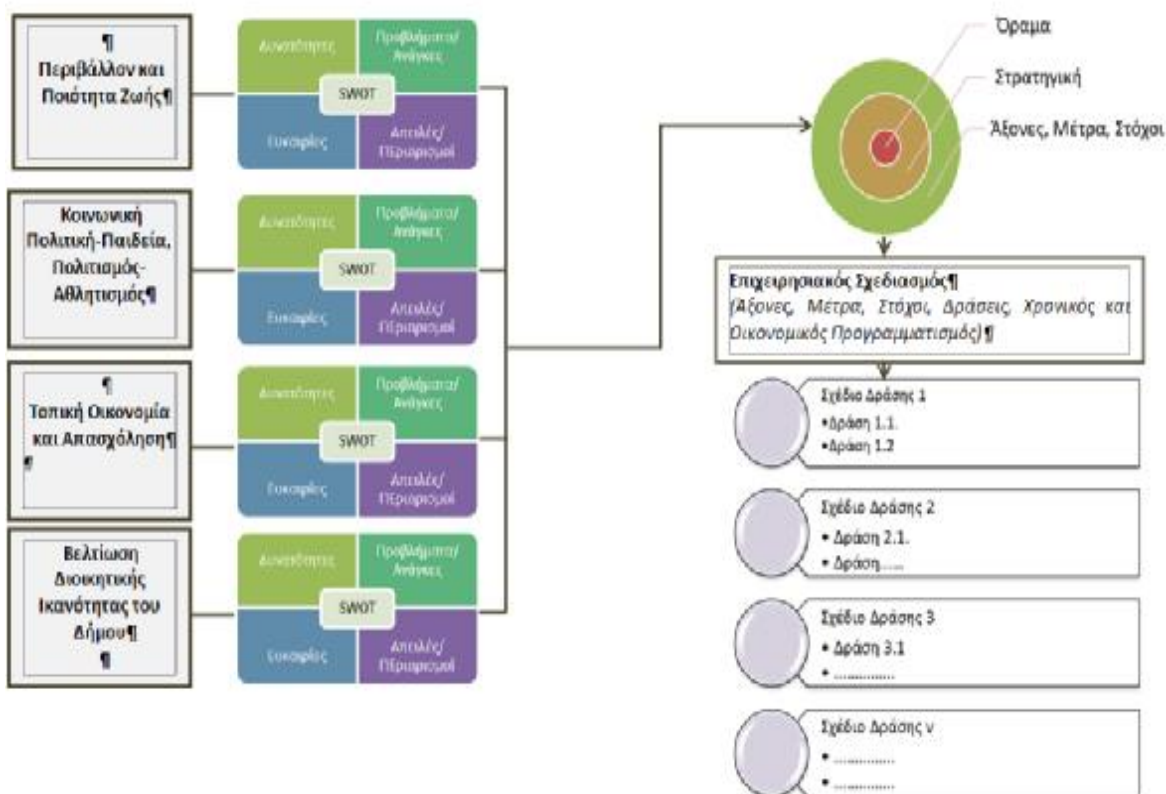 ¶
Περιβάλλον και
Ποιότητα Ζωής¶
Δυνατότητες
Προβλήματα/
Ανάγκες
SWOT
Ευκαιρίες
Απειλές/
ΠΕριορισμοί
Κοινωνική
Πολιτική-Παιδεία,
Πολιτισμός-
Αθλητισμός¶
Δυνατότητες
Προβλήματα/
Ανάγκες
SWOT
Ευκαιρίες
Απειλές/
ΠΕριορισμοί
¶
Τοπική Οικονομία
και Απασχόληση¶
¶
Δυνατότητες
Προβλήματα/
Ανάγκες
SWOT
Ευκαιρίες
Απειλές/
ΠΕριορισμοί
Βελτίωση
Διοικητικής
Ικανότητας του
Δήμου¶
¶
Δυνατότητες
Προβλήματα/
Ανάγκες
SWOT
Ευκαιρίες
Απειλές/
ΠΕριορισμοί
Όραμα
Στρατηγική
Άξονες, Μέτρα, Στόχοι
Επιχειρησιακός Σχεδιασμός¶
(Άξονες, Μέτρα, Στόχοι, Δράσεις, Χρονικός και
Οικονομικός Προγραμματισμός)¶
Σχέδιο Δράσης 1
•Δράση 1.1.
•Δράση 1.2
Σχέδιο Δράσης 2
• Δράση 2.1.
• Δράση......
Σχέδιο Δράσης 3
• Δράση 3.1
• ...............
Σχέδιο Δράσης ν
• ...............
• ...............